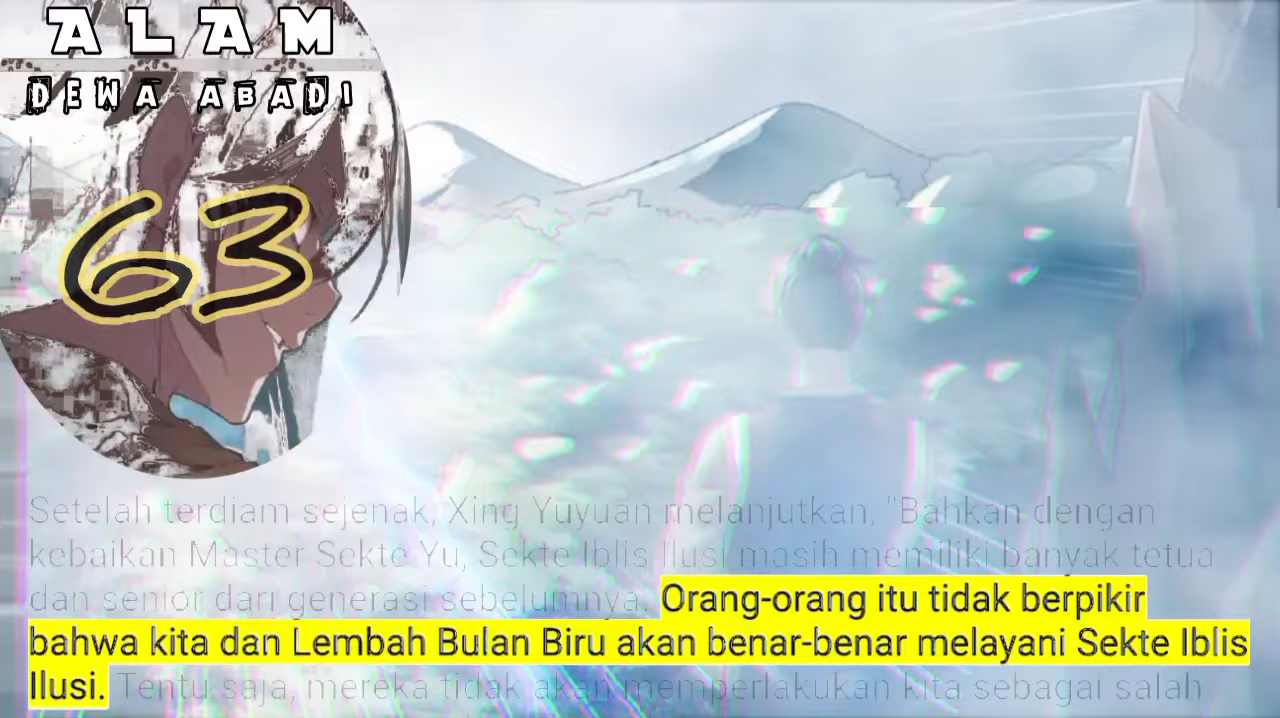 ALAM
DEWA ABADI
63
Setelah terdiam sejenak, Xing Yuyuan melanjutkan, "Bahkan dengan
kebaikan Master Sekte Yu, Sekte Iblis Ilusi masih memiliki banyak tetua
dan senior dari generasi sebelumnya. Orang-orang itu tidak berpikir
bahwa kita dan Lembah Bulan Biru akan benar-benar melayani Sekte Iblis
Ilusi. Tentu saja, mereka tidak akan memperlakukan kita sebagai salah